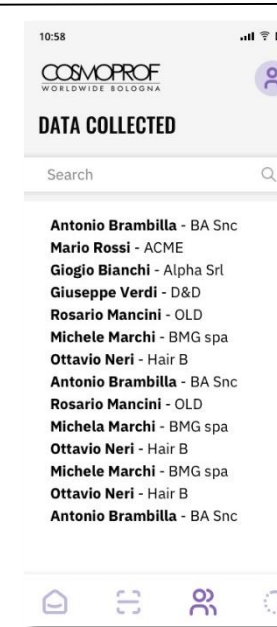 10:58
COSMOPROF
WORLDWIDE BOLOGNA
DATA COLLECTED
Search
Antonio Brambilla - BA Snc
Mario Rossi - ACME
Giogio Bianchi - Alpha Srl
Giuseppe Verdi - D&D
Rosario Mancini - OLD
Michele Marchi - BMG spa
Ottavio Neri - Hair B
Antonio Brambilla - BA Snc
Rosario Mancini - OLD
Michela Marchi - BMG spa
Ottavio Neri - Hair B
Michele Marchi - BMG spa
Ottavio Neri - Hair B
Antonio Brambilla - BA Snc